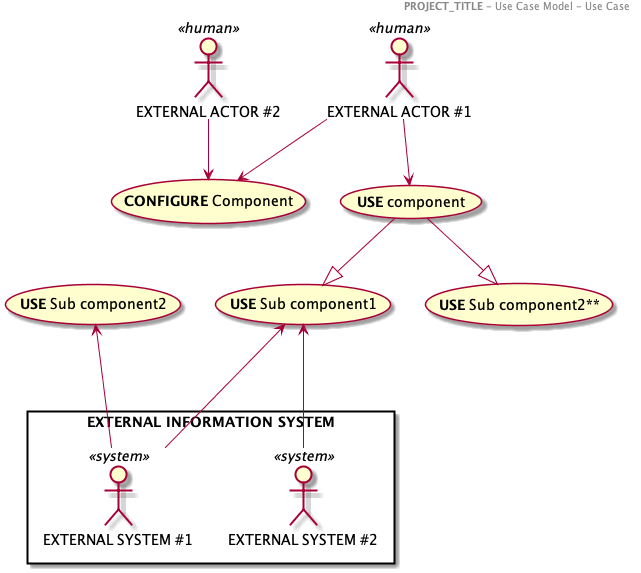 PROJECT_TITLE – Use Case Model – Use Case
«human» «human»
EXTERNAL ACTOR #2 EXTERNAL ACTOR #1
CONFIGURE Component USE component
USE Sub component2 USE Sub component1 USE Sub component2**
EXTERNAL INFORMATION SYSTEM
«system» «system»
EXTERNAL SYSTEM #1 EXTERNAL SYSTEM #2